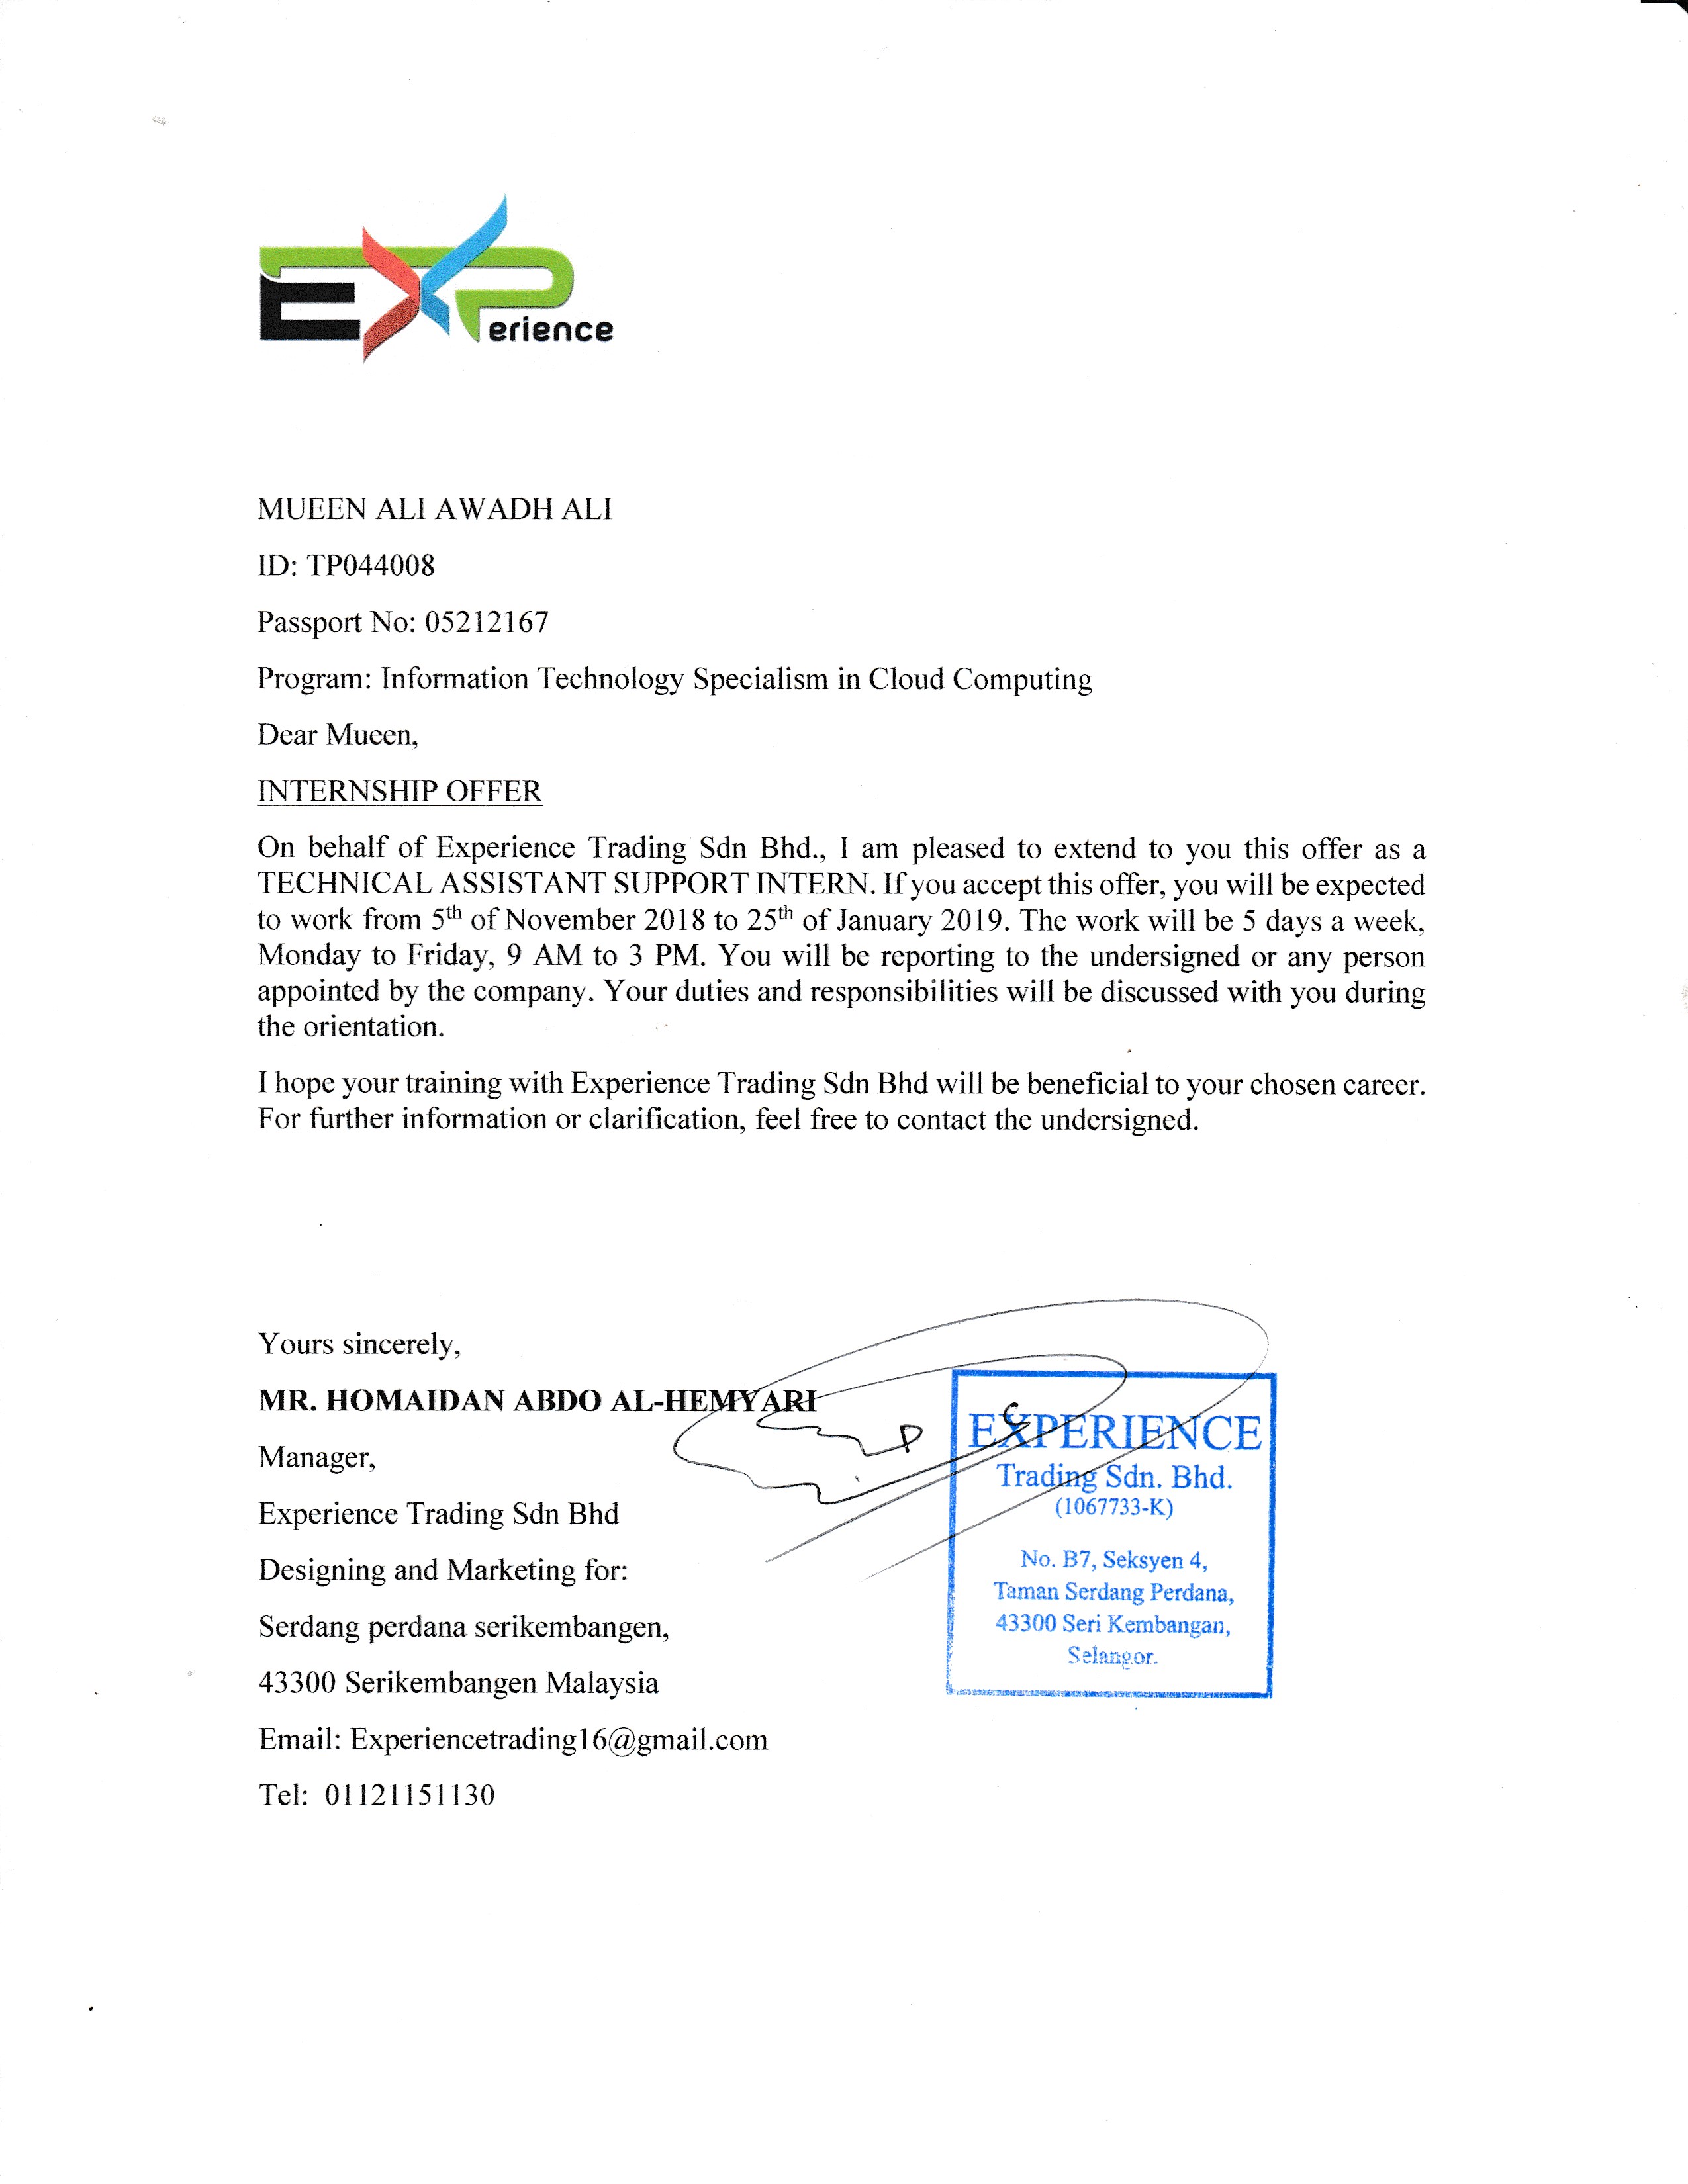 EXPerience
MUEEN ALI AWADH ALI
ID: TP044008
Passport No: 05212167
Program: Information Technology Specialism in Cloud Computing
Dear Mueen,
INTERNSHIP OFFER
On behalf of Experience Trading Sdn Bhd., I am pleased to extend to you this offer as a
TECHNICAL ASSISTANT SUPPORT INTERN. If you accept this offer, you will be expected
to work from 5th of November 2018 to 25th of January 2019. The work will be 5 days a week,
Monday to Friday, 9 AM to 3 PM. You will be reporting to the undersigned or any person
appointed by the company. Your duties and responsibilities will be discussed with you during
the orientation.
I hope your training with Experience Trading Sdn Bhd will be beneficial to your chosen career.
For further information or clarification, feel free to contact the undersigned.
Yours sincerely,
MR. HOMAIDAN ABDO AL-HEMYARI
Manager,
Experience Trading Sdn Bhd
Designing and Marketing for:
Serdang perdana serikembangen,
43300 Serikembangen Malaysia
Email: Experiencetrading16@gmail.com
Tel: 01121151130
EXPERIENCE
Trading Sdn. Bhd.
(1067733-K)
No. B7, Seksyen 4,
Taman Serdang Perdana,
43300 Seri Kembangan,
Selangor.